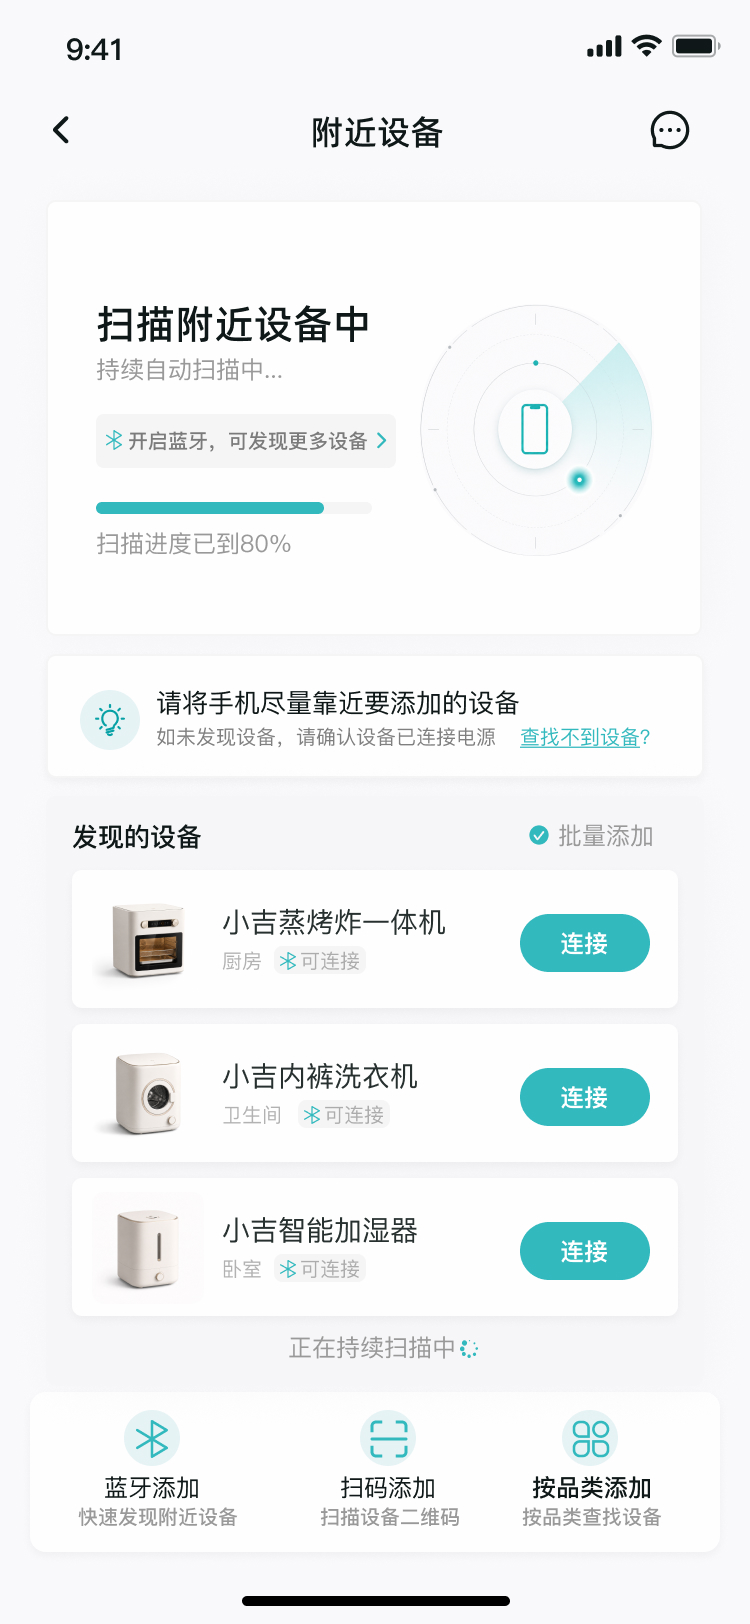 9:41
附近设备
扫描附近设备中
持续自动扫描中...
开启蓝牙，可发现更多设备
扫描进度已到80%
请将手机尽量靠近要添加的设备
如未发现设备，请确认设备已连接电源 查找不到设备?
发现的设备 批量添加
小吉蒸烤炸一体机
厨房 可连接
连接
小吉内裤洗衣机
卫生间 可连接
连接
小吉智能加湿器
卧室 可连接
连接
正在持续扫描中
蓝牙添加 扫码添加 按品类添加
快速发现附近设备 扫描设备二维码 按品类查找设备